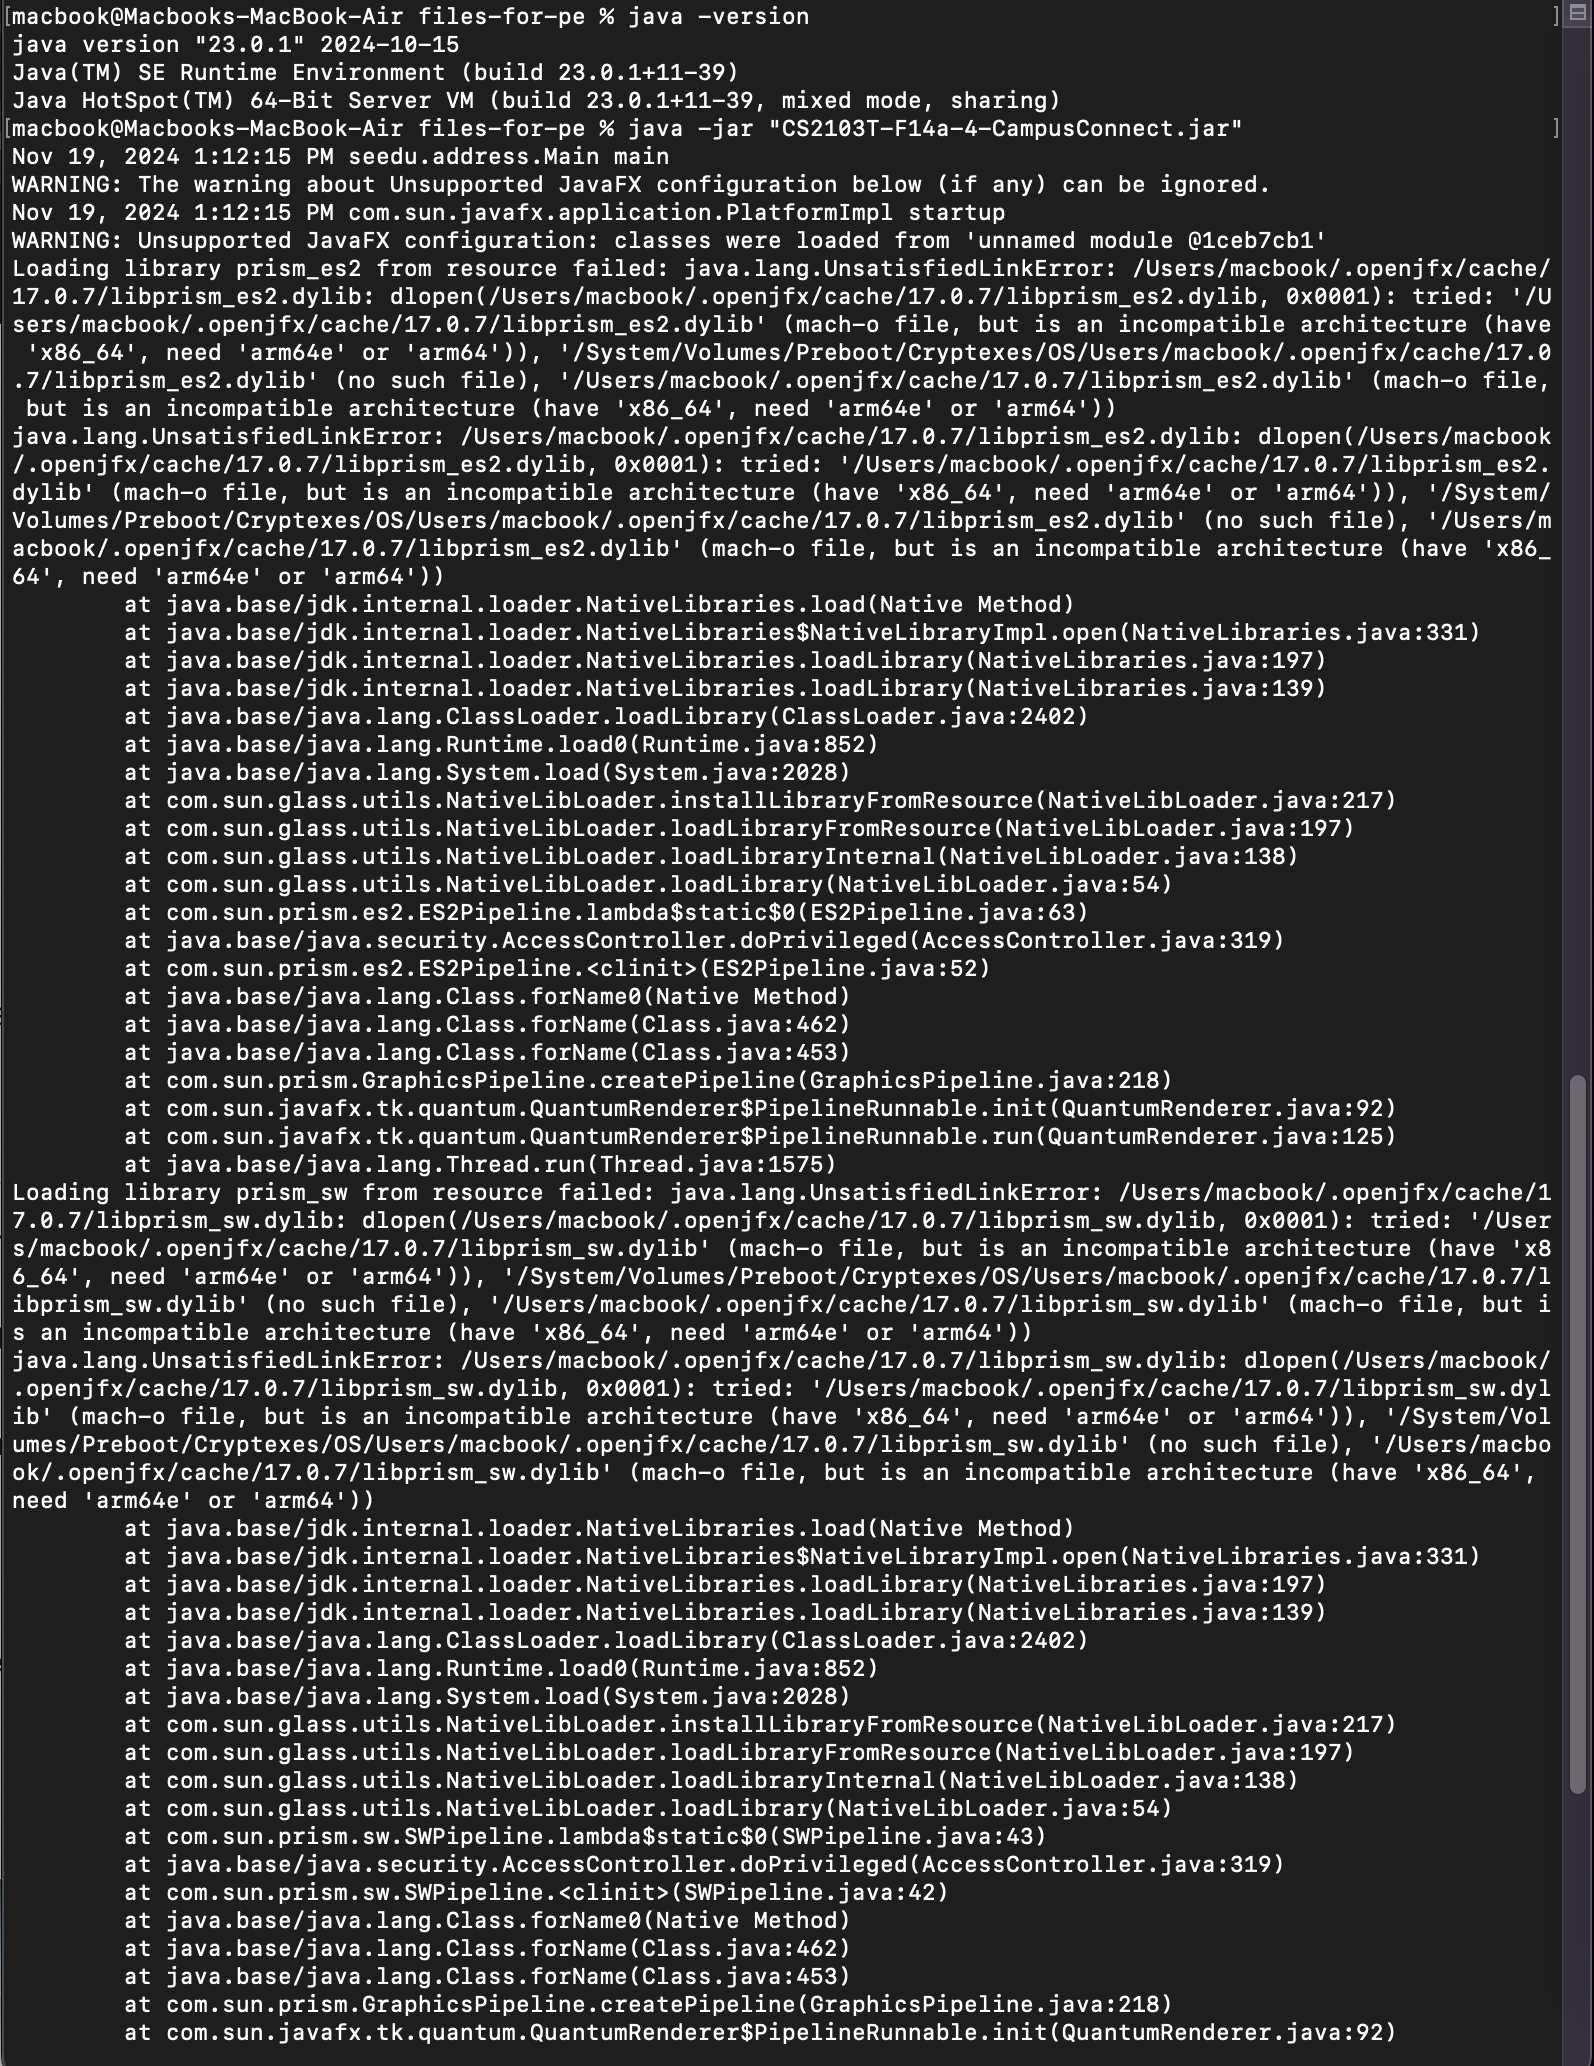 [macbook@Macbooks-MacBook-Air files-for-pe % java -version ]
java version "23.0.1" 2024-10-15
Java(TM) SE Runtime Environment (build 23.0.1+11-39)
Java HotSpot(TM) 64-Bit Server VM (build 23.0.1+11-39, mixed mode, sharing)
[macbook@Macbooks-MacBook-Air files-for-pe % java -jar "CS2103T-F14a-4-CampusConnect.jar" ]
Nov 19, 2024 1:12:15 PM seedu.address.Main main
WARNING: The warning about Unsupported JavaFX configuration below (if any) can be ignored.
Nov 19, 2024 1:12:15 PM com.sun.javafx.application.PlatformImpl startup
WARNING: Unsupported JavaFX configuration: classes were loaded from 'unnamed module @1ceb7cb1'
Loading library prism_es2 from resource failed: java.lang.UnsatisfiedLinkError: /Users/macbook/.openjfx/cache/
17.0.7/libprism_es2.dylib: dlopen(/Users/macbook/.openjfx/cache/17.0.7/libprism_es2.dylib, 0x0001): tried: '/U
sers/macbook/.openjfx/cache/17.0.7/libprism_es2.dylib' (mach-o file, but is an incompatible architecture (have
 'x86_64', need 'arm64e' or 'arm64')), '/System/Volumes/Preboot/Cryptexes/OS/Users/macbook/.openjfx/cache/17.0
.7/libprism_es2.dylib' (no such file), '/Users/macbook/.openjfx/cache/17.0.7/libprism_es2.dylib' (mach-o file,
 but is an incompatible architecture (have 'x86_64', need 'arm64e' or 'arm64'))
java.lang.UnsatisfiedLinkError: /Users/macbook/.openjfx/cache/17.0.7/libprism_es2.dylib: dlopen(/Users/macbook
/.openjfx/cache/17.0.7/libprism_es2.dylib, 0x0001): tried: '/Users/macbook/.openjfx/cache/17.0.7/libprism_es2.
dylib' (mach-o file, but is an incompatible architecture (have 'x86_64', need 'arm64e' or 'arm64')), '/System/
Volumes/Preboot/Cryptexes/OS/Users/macbook/.openjfx/cache/17.0.7/libprism_es2.dylib' (no such file), '/Users/m
acbook/.openjfx/cache/17.0.7/libprism_es2.dylib' (mach-o file, but is an incompatible architecture (have 'x86_
64', need 'arm64e' or 'arm64'))
        at java.base/jdk.internal.loader.NativeLibraries.load(Native Method)
        at java.base/jdk.internal.loader.NativeLibraries$NativeLibraryImpl.open(NativeLibraries.java:331)
        at java.base/jdk.internal.loader.NativeLibraries.loadLibrary(NativeLibraries.java:197)
        at java.base/jdk.internal.loader.NativeLibraries.loadLibrary(NativeLibraries.java:139)
        at java.base/java.lang.ClassLoader.loadLibrary(ClassLoader.java:2402)
        at java.base/java.lang.Runtime.load0(Runtime.java:852)
        at java.base/java.lang.System.load(System.java:2028)
        at com.sun.glass.utils.NativeLibLoader.installLibraryFromResource(NativeLibLoader.java:217)
        at com.sun.glass.utils.NativeLibLoader.loadLibraryFromResource(NativeLibLoader.java:197)
        at com.sun.glass.utils.NativeLibLoader.loadLibraryInternal(NativeLibLoader.java:138)
        at com.sun.glass.utils.NativeLibLoader.loadLibrary(NativeLibLoader.java:54)
        at com.sun.prism.es2.ES2Pipeline.lambda$static$0(ES2Pipeline.java:63)
        at java.base/java.security.AccessController.doPrivileged(AccessController.java:319)
        at com.sun.prism.es2.ES2Pipeline.<clinit>(ES2Pipeline.java:52)
        at java.base/java.lang.Class.forName0(Native Method)
        at java.base/java.lang.Class.forName(Class.java:462)
        at java.base/java.lang.Class.forName(Class.java:453)
        at com.sun.prism.GraphicsPipeline.createPipeline(GraphicsPipeline.java:218)
        at com.sun.javafx.tk.quantum.QuantumRenderer$PipelineRunnable.init(QuantumRenderer.java:92)
        at com.sun.javafx.tk.quantum.QuantumRenderer$PipelineRunnable.run(QuantumRenderer.java:125)
        at java.base/java.lang.Thread.run(Thread.java:1575)
Loading library prism_sw from resource failed: java.lang.UnsatisfiedLinkError: /Users/macbook/.openjfx/cache/1
7.0.7/libprism_sw.dylib: dlopen(/Users/macbook/.openjfx/cache/17.0.7/libprism_sw.dylib, 0x0001): tried: '/User
s/macbook/.openjfx/cache/17.0.7/libprism_sw.dylib' (mach-o file, but is an incompatible architecture (have 'x8
6_64', need 'arm64e' or 'arm64')), '/System/Volumes/Preboot/Cryptexes/OS/Users/macbook/.openjfx/cache/17.0.7/l
ibprism_sw.dylib' (no such file), '/Users/macbook/.openjfx/cache/17.0.7/libprism_sw.dylib' (mach-o file, but i
s an incompatible architecture (have 'x86_64', need 'arm64e' or 'arm64'))
java.lang.UnsatisfiedLinkError: /Users/macbook/.openjfx/cache/17.0.7/libprism_sw.dylib: dlopen(/Users/macbook/
.openjfx/cache/17.0.7/libprism_sw.dylib, 0x0001): tried: '/Users/macbook/.openjfx/cache/17.0.7/libprism_sw.dyl
ib' (mach-o file, but is an incompatible architecture (have 'x86_64', need 'arm64e' or 'arm64')), '/System/Vol
umes/Preboot/Cryptexes/OS/Users/macbook/.openjfx/cache/17.0.7/libprism_sw.dylib' (no such file), '/Users/macbo
ok/.openjfx/cache/17.0.7/libprism_sw.dylib' (mach-o file, but is an incompatible architecture (have 'x86_64',
need 'arm64e' or 'arm64'))
        at java.base/jdk.internal.loader.NativeLibraries.load(Native Method)
        at java.base/jdk.internal.loader.NativeLibraries$NativeLibraryImpl.open(NativeLibraries.java:331)
        at java.base/jdk.internal.loader.NativeLibraries.loadLibrary(NativeLibraries.java:197)
        at java.base/jdk.internal.loader.NativeLibraries.loadLibrary(NativeLibraries.java:139)
        at java.base/java.lang.ClassLoader.loadLibrary(ClassLoader.java:2402)
        at java.base/java.lang.Runtime.load0(Runtime.java:852)
        at java.base/java.lang.System.load(System.java:2028)
        at com.sun.glass.utils.NativeLibLoader.installLibraryFromResource(NativeLibLoader.java:217)
        at com.sun.glass.utils.NativeLibLoader.loadLibraryFromResource(NativeLibLoader.java:197)
        at com.sun.glass.utils.NativeLibLoader.loadLibraryInternal(NativeLibLoader.java:138)
        at com.sun.glass.utils.NativeLibLoader.loadLibrary(NativeLibLoader.java:54)
        at com.sun.prism.sw.SWPipeline.lambda$static$0(SWPipeline.java:43)
        at java.base/java.security.AccessController.doPrivileged(AccessController.java:319)
        at com.sun.prism.sw.SWPipeline.<clinit>(SWPipeline.java:42)
        at java.base/java.lang.Class.forName0(Native Method)
        at java.base/java.lang.Class.forName(Class.java:462)
        at java.base/java.lang.Class.forName(Class.java:453)
        at com.sun.prism.GraphicsPipeline.createPipeline(GraphicsPipeline.java:218)
        at com.sun.javafx.tk.quantum.QuantumRenderer$PipelineRunnable.init(QuantumRenderer.java:92)